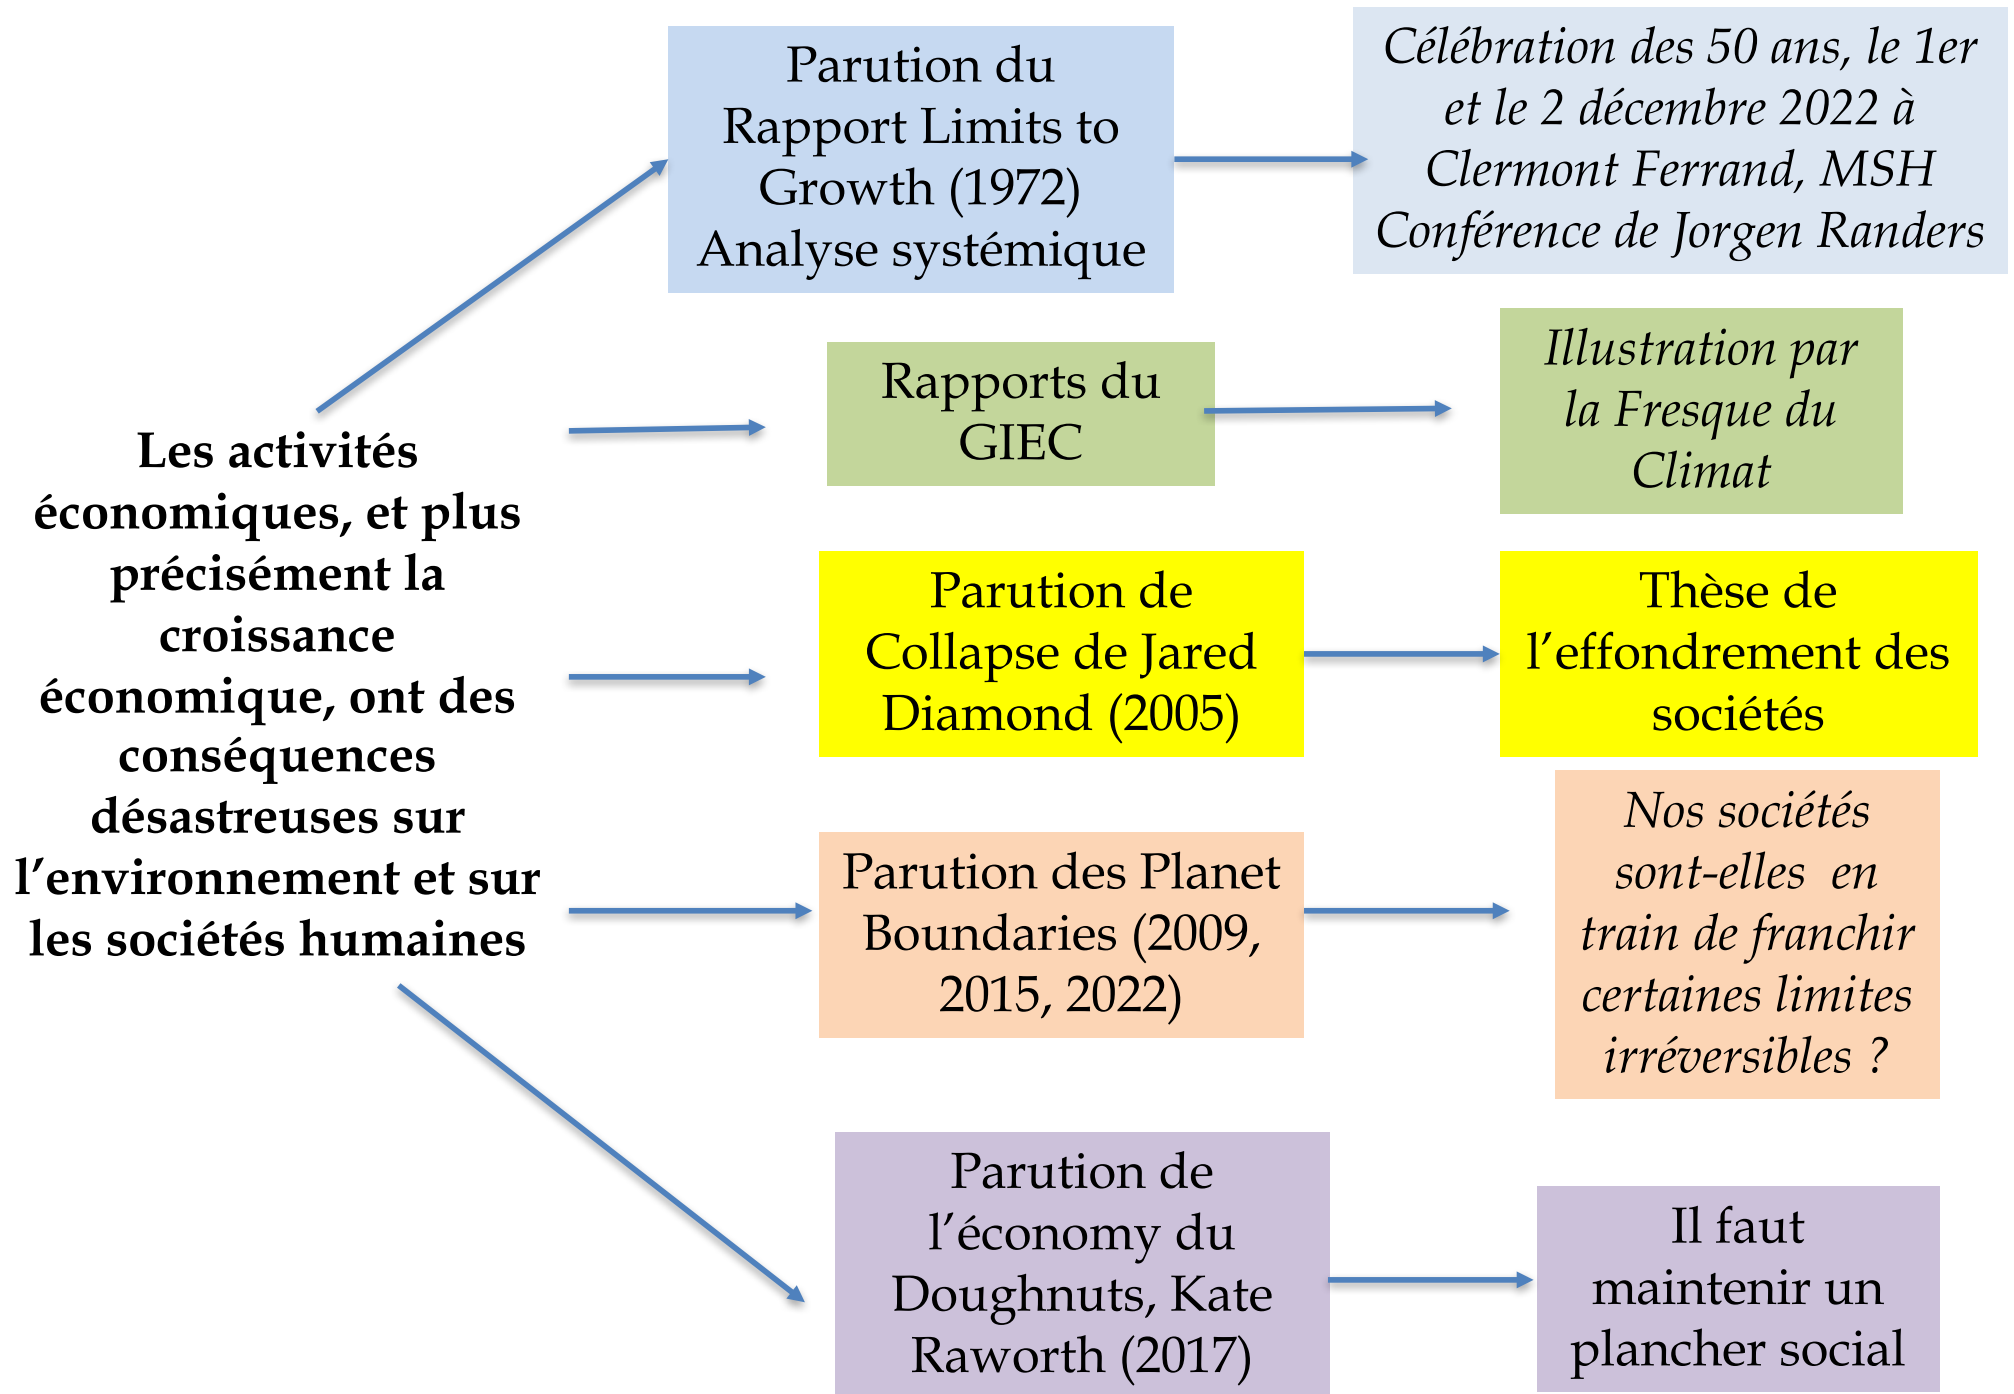 Les activités
économiques, et plus
précisément la
croissance
économique, ont des
conséquences
désastreuses sur
l’environnement et sur
les sociétés humaines
Parution du
Rapport Limits to
Growth (1972)
Analyse systémique
Célébration des 50 ans, le 1er
et le 2 décembre 2022 à
Clermont Ferrand, MSH
Conférence de Jorgen Randers
Rapports du
GIEC
Illustration par
la Fresque du
Climat
Parution de
Collapse de Jared
Diamond (2005)
Thèse de
l’effondrement des
sociétés
Parution des Planet
Boundaries (2009,
2015, 2022)
Nos sociétés
sont-elles en
train de franchir
certaines limites
irréversibles ?
Parution de
l’économy du
Doughnuts, Kate
Raworth (2017)
Il faut
maintenir un
plancher social